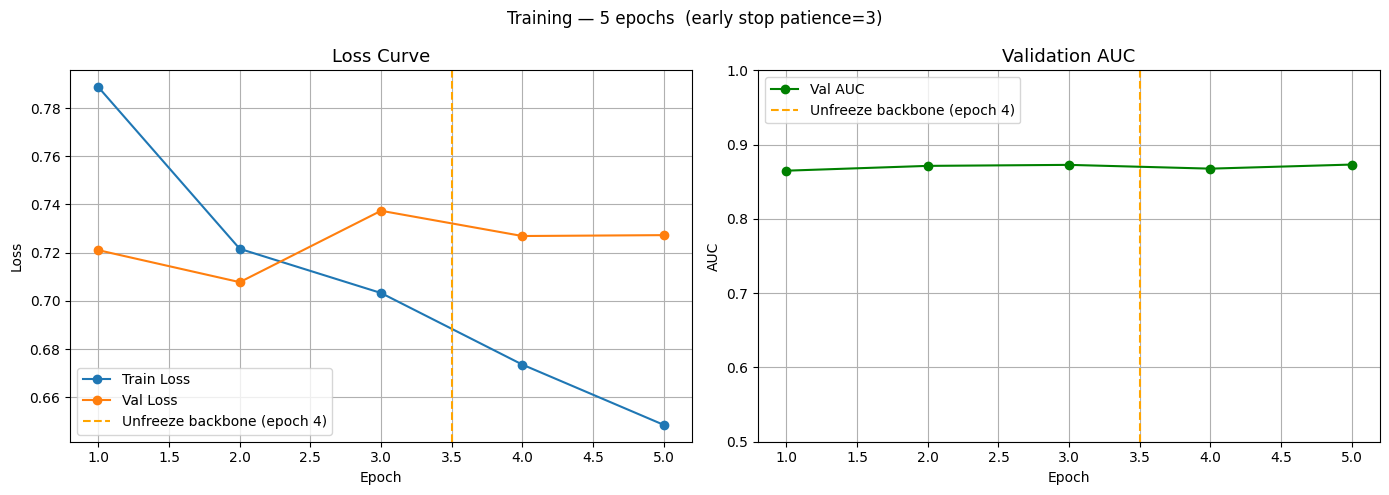 Training — 5 epochs  (early stop patience=3)
Loss Curve
Loss
0.78
0.76
0.74
0.72
0.70
0.68
0.66
Train Loss
Val Loss
Unfreeze backbone (epoch 4)
1.0 1.5 2.0 2.5 3.0 3.5 4.0 4.5 5.0
Epoch
Validation AUC
AUC
1.0
0.9
0.8
0.7
0.6
0.5
Val AUC
Unfreeze backbone (epoch 4)
1.0 1.5 2.0 2.5 3.0 3.5 4.0 4.5 5.0
Epoch